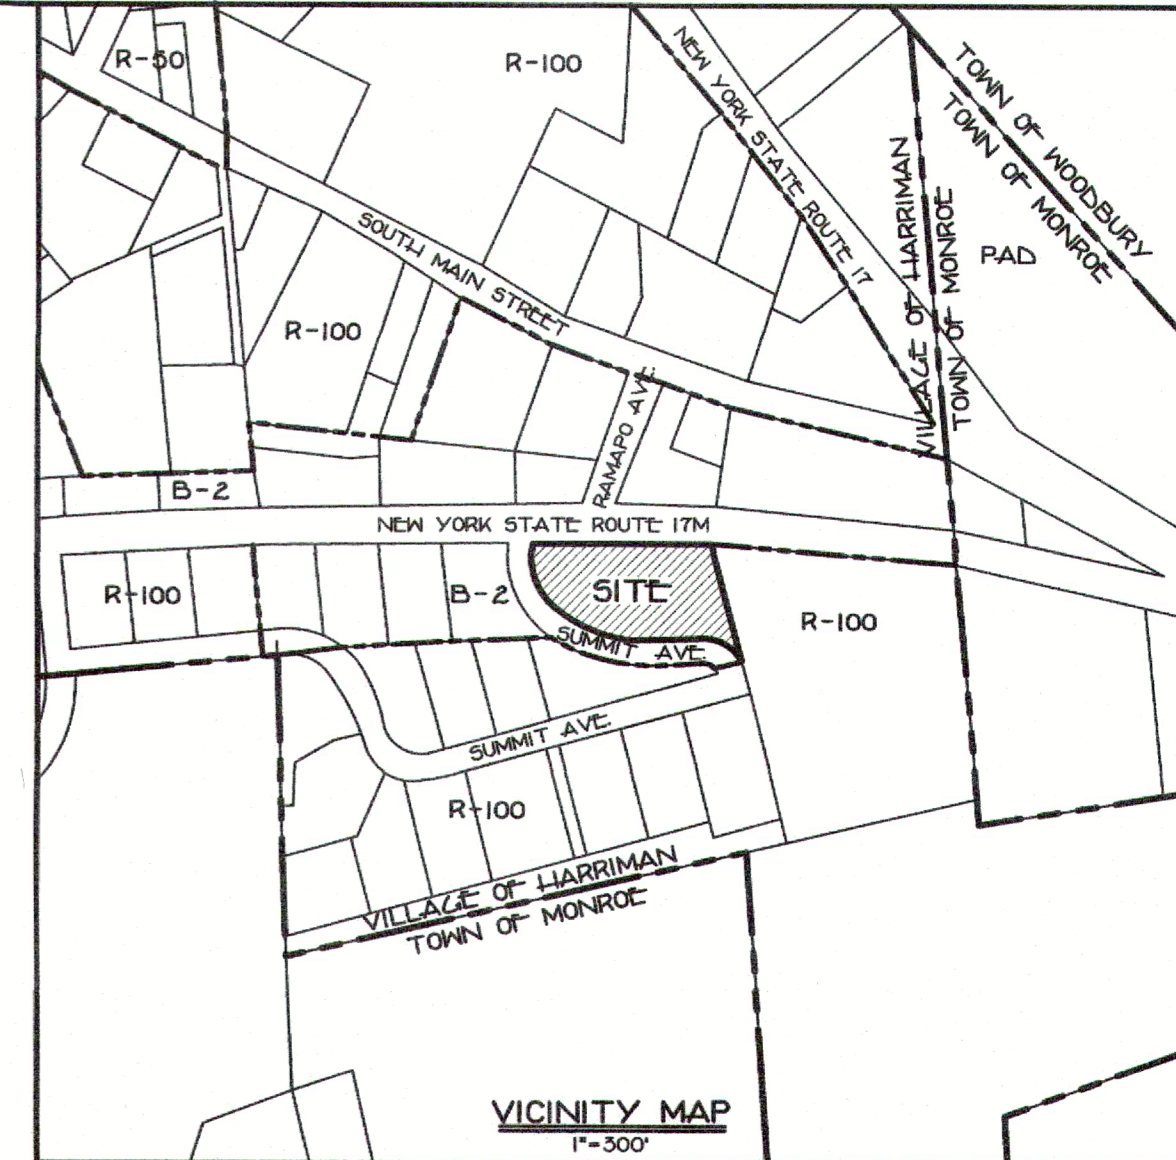 R-50
R-100
NEW YORK STATE ROUTE 17
TOWN OF WOODBURY
TOWN OF MONROE
VILLAGE OF HARRIMAN
TOWN OF MONROE
PAD
SOUTH MAIN STREET
R-100
RAMAPO AVE.
B-2
NEW YORK STATE ROUTE 17M
R-100
B-2
SITE
R-100
SUMMIT AVE.
SUMMIT AVE.
R-100
VILLAGE OF HARRIMAN
TOWN OF MONROE
VICINITY MAP
1"=300'